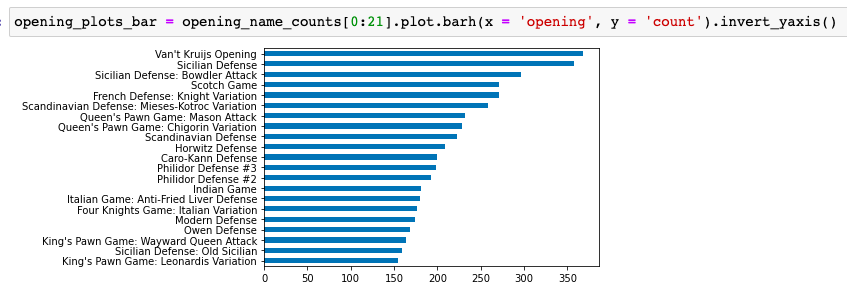 opening_plots_bar = opening_name_counts[0:21].plot.barh(x = 'opening', y = 'count').invert_yaxis()
Van't Kruijs Opening
Sicilian Defense
Sicilian Defense: Bowdler Attack
Scotch Game
French Defense: Knight Variation
Scandinavian Defense: Mieses-Kotroc Variation
Queen's Pawn Game: Mason Attack
Queen's Pawn Game: Chigorin Variation
Scandinavian Defense
Horwitz Defense
Caro-Kann Defense
Philidor Defense #3
Philidor Defense #2
Indian Game
Italian Game: Anti-Fried Liver Defense
Four Knights Game: Italian Variation
Modern Defense
Owen Defense
King's Pawn Game: Wayward Queen Attack
Sicilian Defense: Old Sicilian
King's Pawn Game: Leonardis Variation
0 50 100 150 200 250 300 350